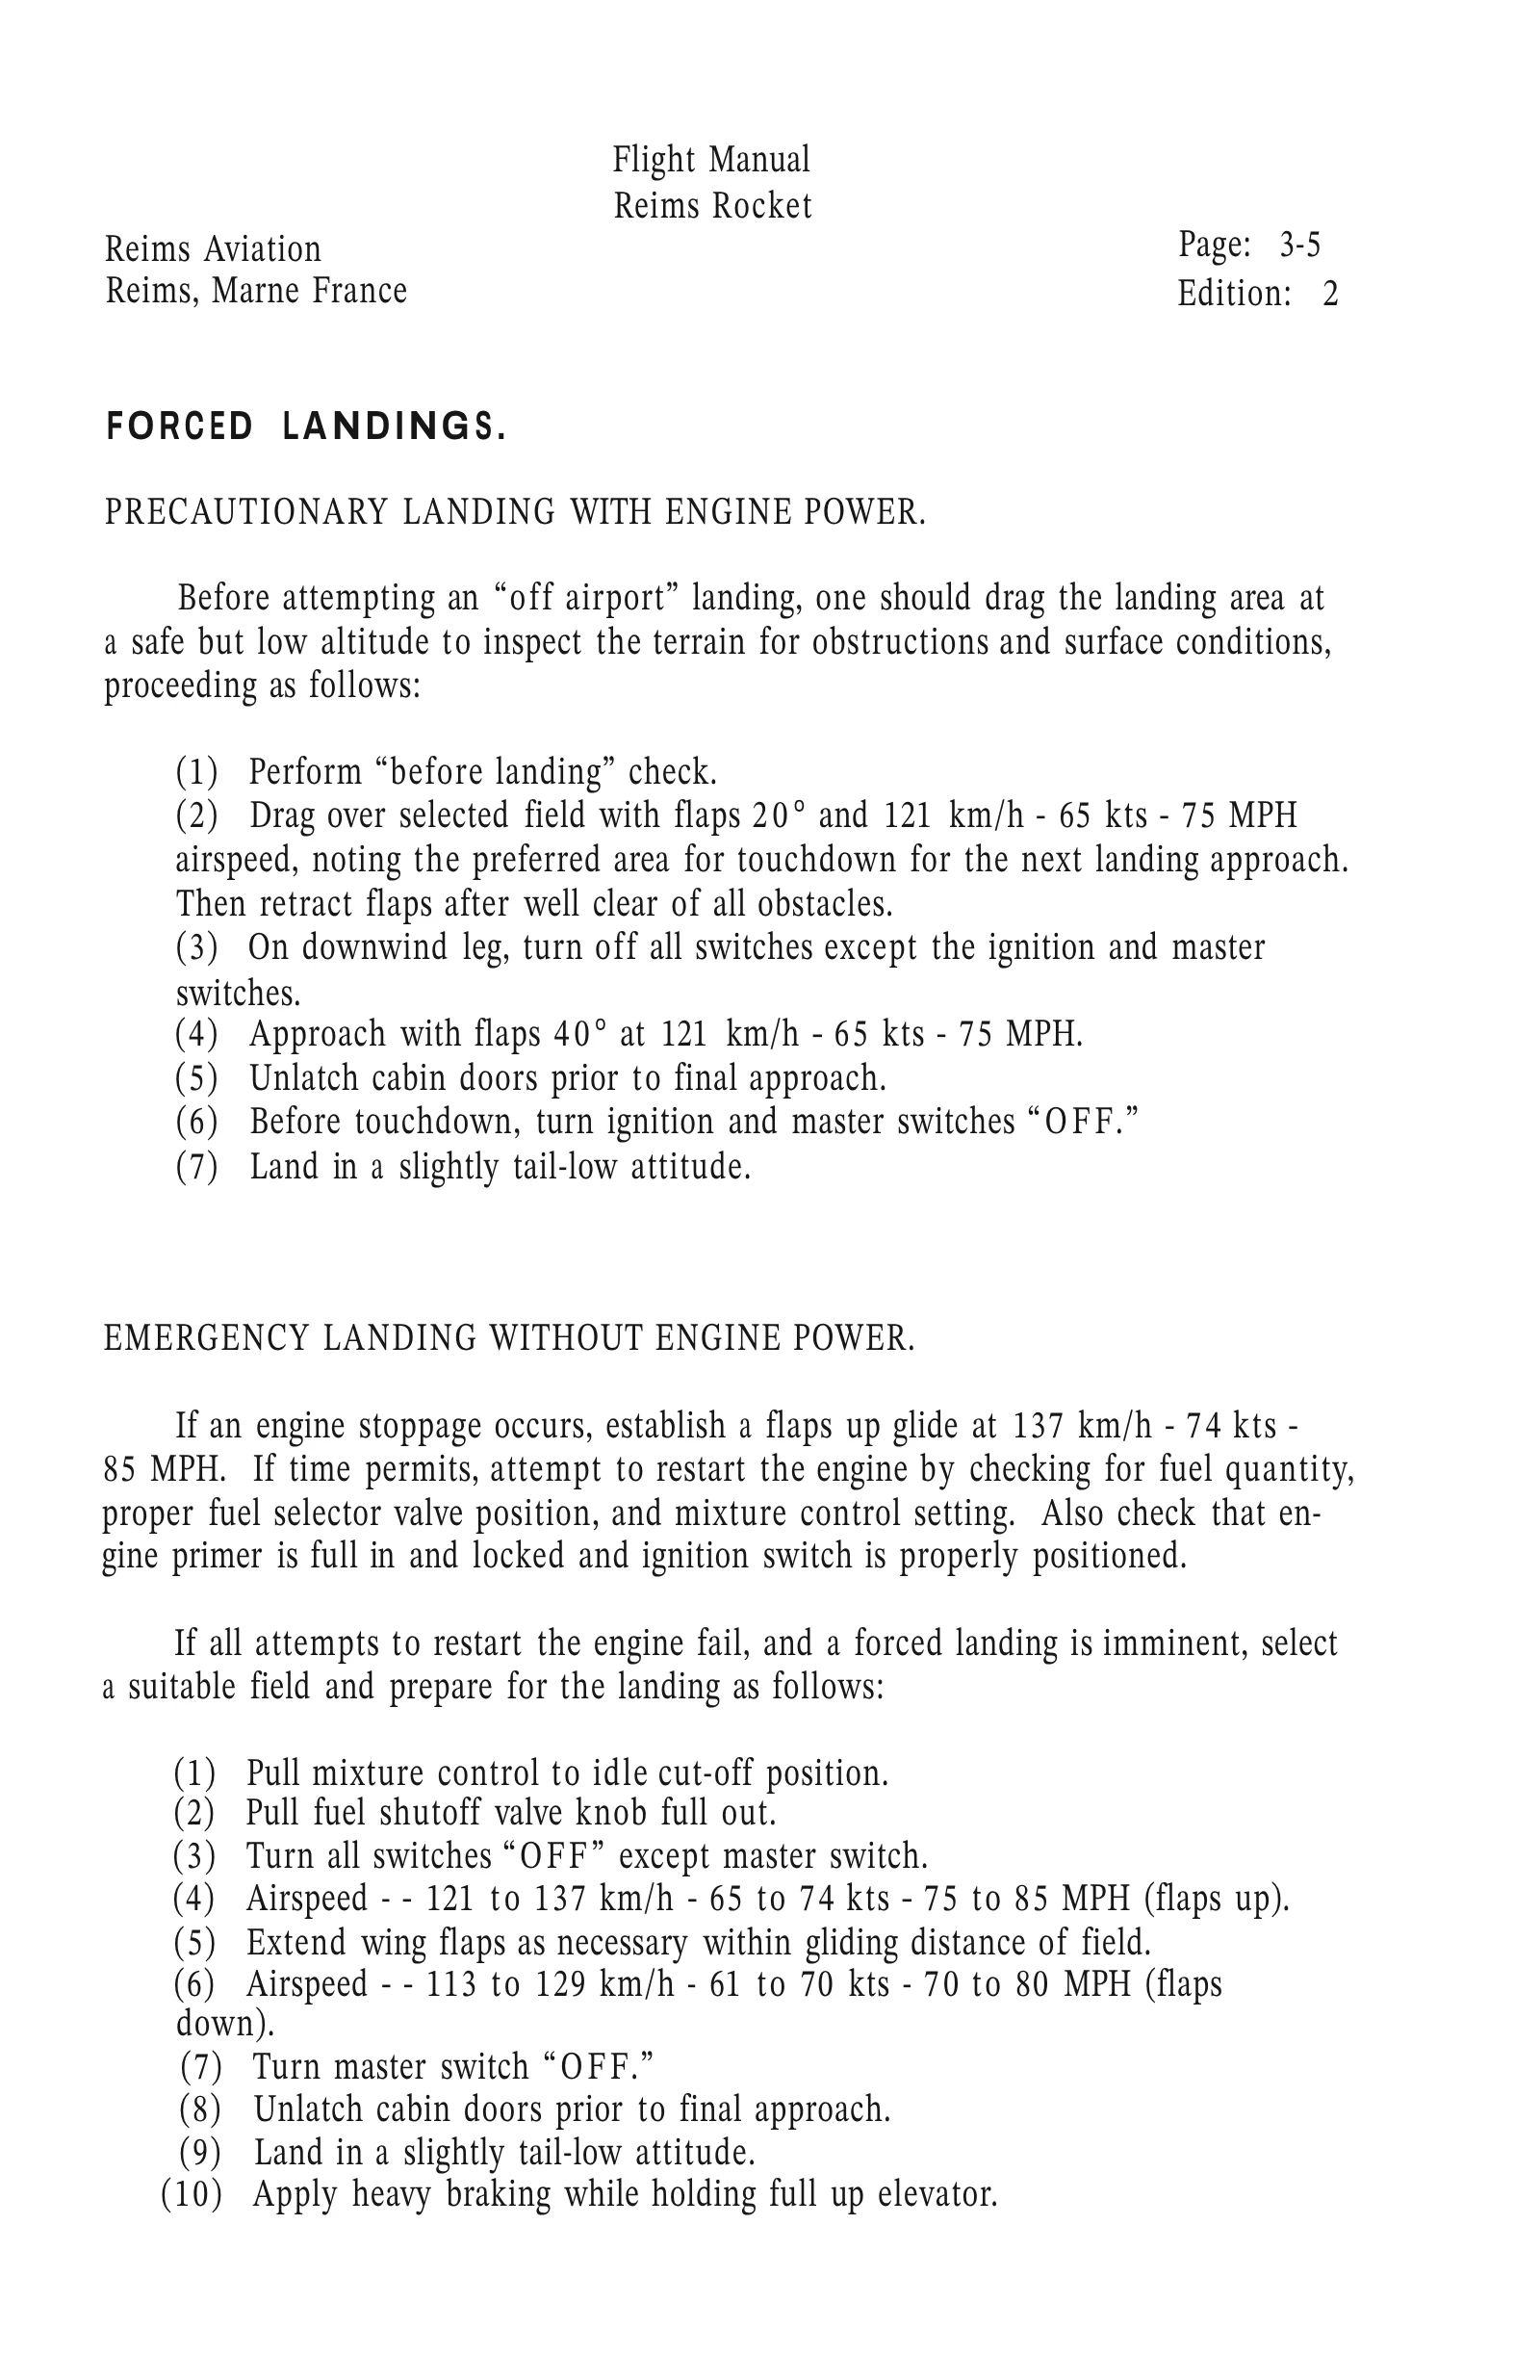 Flight Manual
Reims Rocket
Reims Aviation
Reims, Marne France
Page: 3-5
Edition: 2
FORCED LANDINGS.
PRECAUTIONARY LANDING WITH ENGINE POWER.
Before attempting an “off airport” landing, one should drag the landing area at
a safe but low altitude to inspect the terrain for obstructions and surface conditions,
proceeding as follows:
(1) Perform “before landing” check.
(2) Drag over selected field with flaps 20° and 121 km/h - 65 kts - 75 MPH
airspeed, noting the preferred area for touchdown for the next landing approach.
Then retract flaps after well clear of all obstacles.
(3) On downwind leg, turn off all switches except the ignition and master
switches.
(4) Approach with flaps 40° at 121 km/h - 65 kts - 75 MPH.
(5) Unlatch cabin doors prior to final approach.
(6) Before touchdown, turn ignition and master switches “OFF.”
(7) Land in a slightly tail-low attitude.
EMERGENCY LANDING WITHOUT ENGINE POWER.
If an engine stoppage occurs, establish a flaps up glide at 137 km/h - 74 kts -
85 MPH. If time permits, attempt to restart the engine by checking for fuel quantity,
proper fuel selector valve position, and mixture control setting. Also check that en-
gine primer is full in and locked and ignition switch is properly positioned.
If all attempts to restart the engine fail, and a forced landing is imminent, select
a suitable field and prepare for the landing as follows:
(1) Pull mixture control to idle cut-off position.
(2) Pull fuel shutoff valve knob full out.
(3) Turn all switches “OFF” except master switch.
(4) Airspeed - - 121 to 137 km/h - 65 to 74 kts - 75 to 85 MPH (flaps up).
(5) Extend wing flaps as necessary within gliding distance of field.
(6) Airspeed - - 113 to 129 km/h - 61 to 70 kts - 70 to 80 MPH (flaps
down).
(7) Turn master switch “OFF.”
(8) Unlatch cabin doors prior to final approach.
(9) Land in a slightly tail-low attitude.
(10) Apply heavy braking while holding full up elevator.